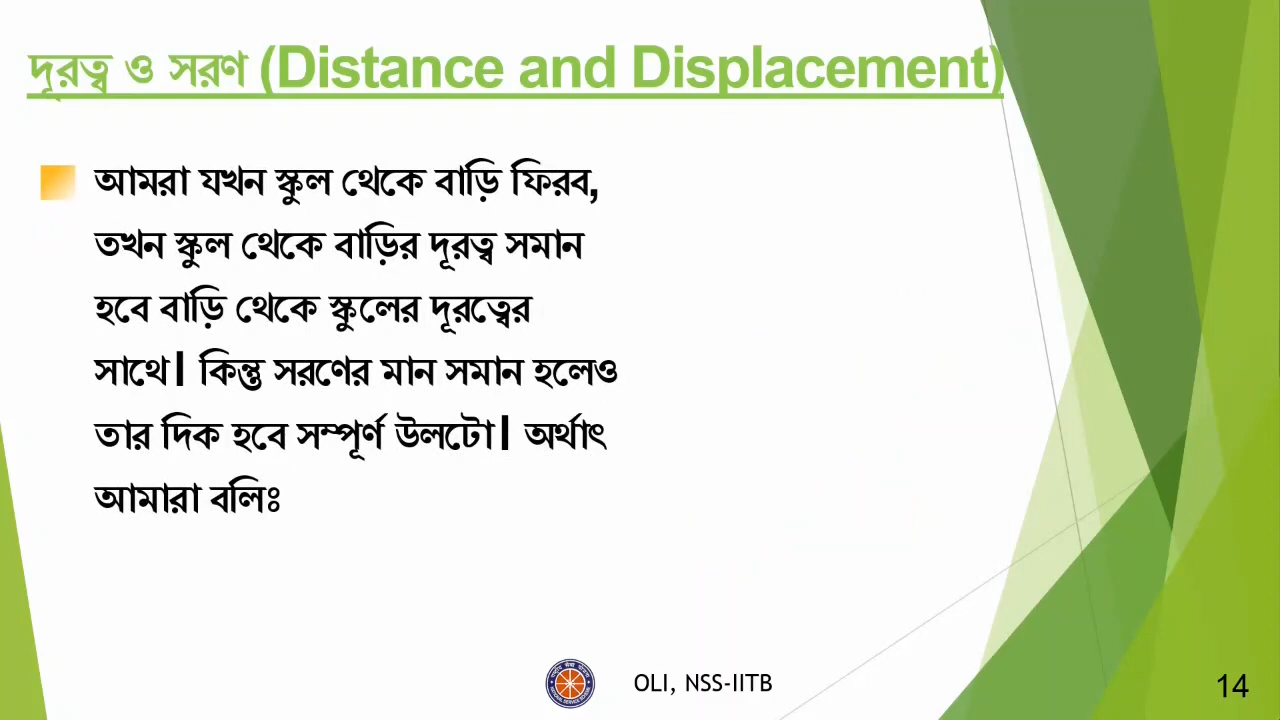 দূরত্ব ও সরণ (Distance and Displacement)
আমরা যখন স্কুল থেকে বাড়ি ফিরব,
তখন স্কুল থেকে বাড়ির দূরত্ব সমান
হবে বাড়ি থেকে স্কুলের দূরত্বের
সাথে। কিন্তু সরণের মান সমান হলেও
তার দিক হবে সম্পূর্ণ উলটো। অর্থাৎ
আমারা বলিঃ
OLI, NSS-IITB
14